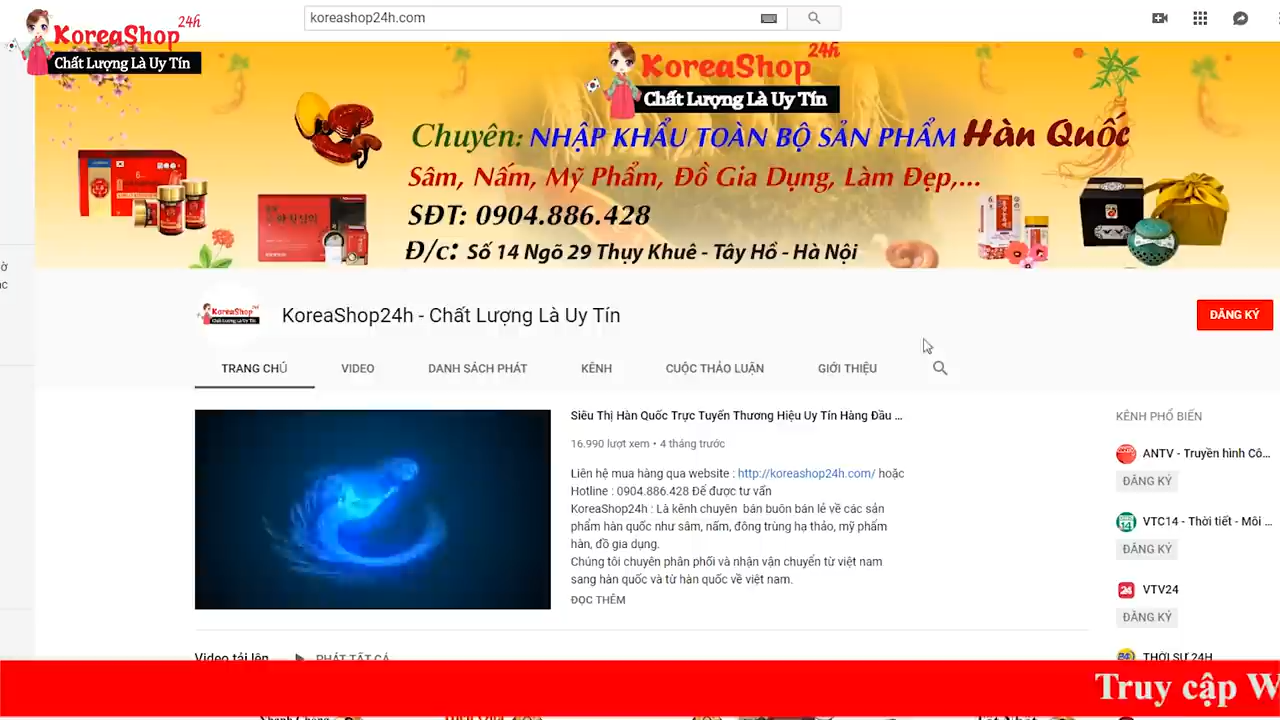 koreashop24h.com
KoreaShop 24h
Chất Lượng Là Uy Tín
KoreaShop 24h
Chất Lượng Là Uy Tín
Chuyên: NHẬP KHẨU TOÀN BỘ SẢN PHẨM Hàn Quốc
Sâm, Nấm, Mỹ Phẩm, Đồ Gia Dụng, Làm Đẹp,...
SĐT: 0904.886.428
Đ/c: Số 14 Ngõ 29 Thụy Khuê - Tây Hồ - Hà Nội
KoreaShop24h - Chất Lượng Là Uy Tín
ĐĂNG KÝ
TRANG CHỦ VIDEO DANH SÁCH PHÁT KÊNH CUỘC THẢO LUẬN GIỚI THIỆU
Siêu Thị Hàn Quốc Trực Tuyến Thương Hiệu Uy Tín Hàng Đầu ...
16.990 lượt xem • 4 tháng trước
Liên hệ mua hàng qua website : http://koreashop24h.com/ hoặc
Hotline : 0904.886.428 Để được tư vấn
KoreaShop24h : Là kênh chuyên bán buôn bán lẻ về các sản
phẩm hàn quốc như sâm, nấm, đông trùng hạ thảo, mỹ phẩm
hàn, đồ gia dụng.
Chúng tôi chuyên phân phối và nhận vận chuyển từ việt nam
sang hàn quốc và từ hàn quốc về việt nam.
ĐỌC THÊM
KÊNH PHỔ BIẾN
ANTV - Truyền hình Cô...
ĐĂNG KÝ
VTC14 - Thời tiết - Môi ...
ĐĂNG KÝ
VTV24
ĐĂNG KÝ
THỜI SỰ 24H
Video tải lên PHÁT TẤT CẢ
Truy cập W